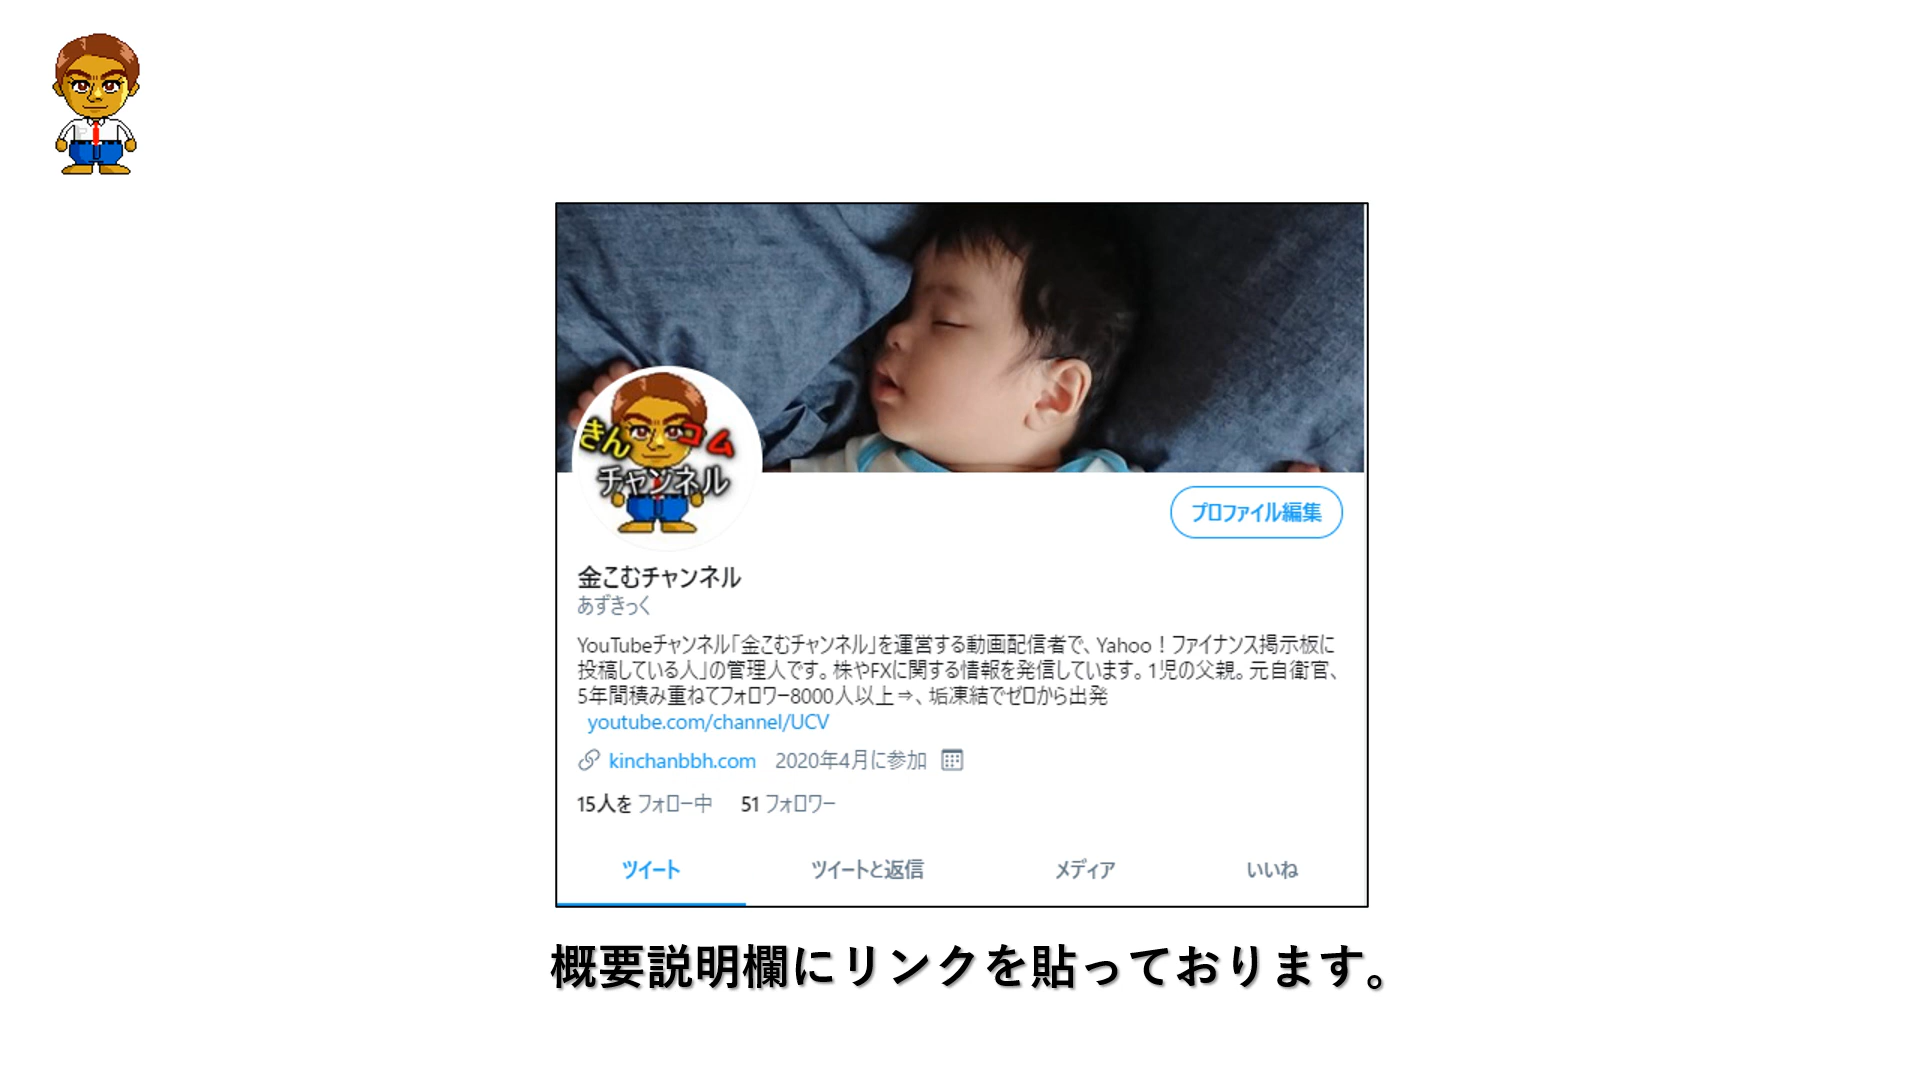 きん コム
チャンネル
プロファイル編集
金こむチャンネル
あずきっく
YouTubeチャンネル「金こむチャンネル」を運営する動画配信者で、Yahoo！ファイナンス掲示板に
投稿している人」の管理人です。株やFXに関する情報を発信しています。1児の父親。元自衛官、
5年間積み重ねてフォロワー8000人以上⇒、垢凍結でゼロから出発
youtube.com/channel/UCV
kinchanbbh.com 2020年4月に参加
15人を フォロー中 51 フォロワー
ツイート ツイートと返信 メディア いいね
概要説明欄にリンクを貼っております。